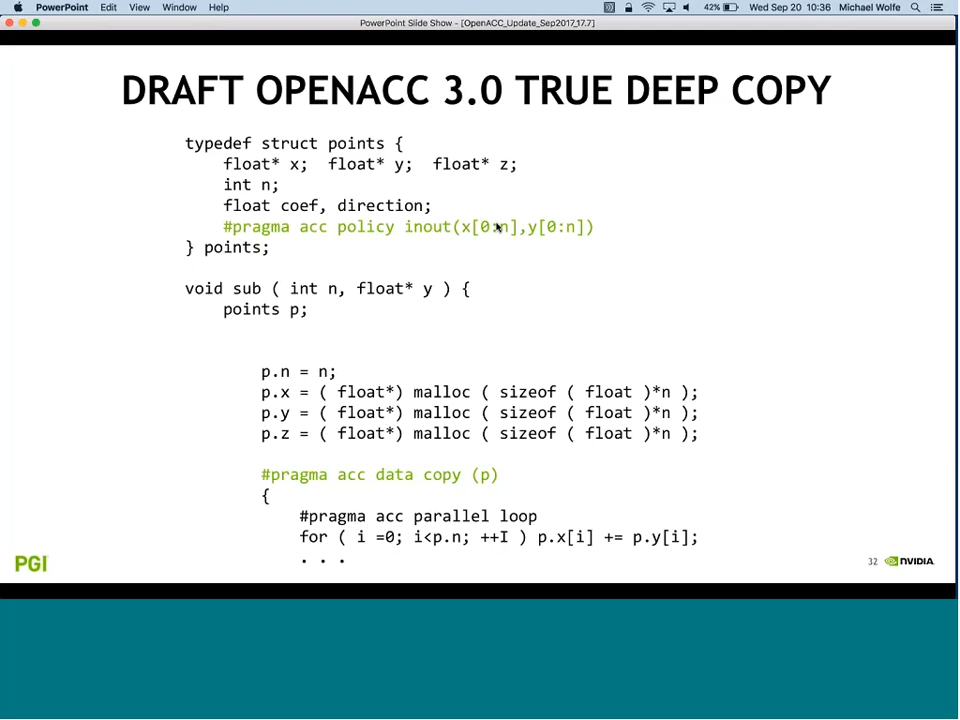 PowerPoint Edit View Window Help 42% Wed Sep 20 10:36 Michael Wolfe
PowerPoint Slide Show - [OpenACC_Update_Sep2017_17.7]
DRAFT OPENACC 3.0 TRUE DEEP COPY
typedef struct points {
float* x; float* y; float* z;
int n;
float coef, direction;
#pragma acc policy inout(x[0:n],y[0:n])
} points;
void sub ( int n, float* y ) {
points p;
p.n = n;
p.x = ( float*) malloc ( sizeof ( float )*n );
p.y = ( float*) malloc ( sizeof ( float )*n );
p.z = ( float*) malloc ( sizeof ( float )*n );
#pragma acc data copy (p)
{
#pragma acc parallel loop
for ( i =0; i<p.n; ++I ) p.x[i] += p.y[i];
. . .
PGI 32 NVIDIA.